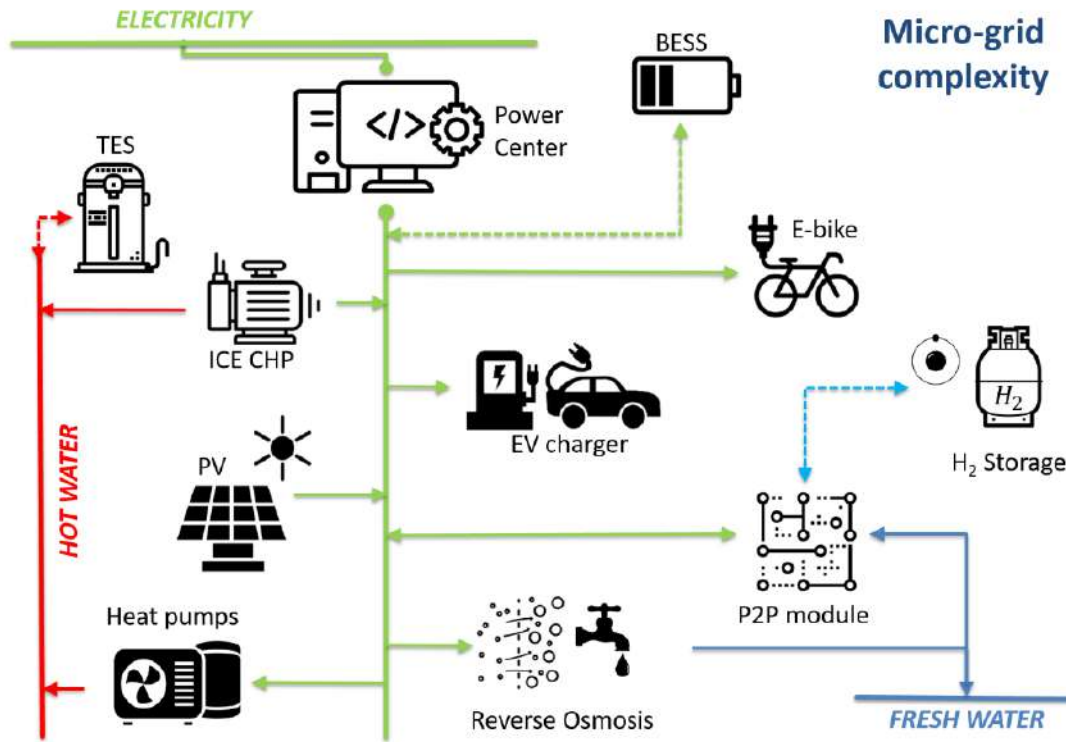 ELECTRICITY
Micro-grid
complexity
BESS
Power
Center
</>
TES
E-bike
ICE CHP
H₂
EV charger
H₂ Storage
PV
HOT WATER
P2P module
Heat pumps
Reverse Osmosis
FRESH WATER